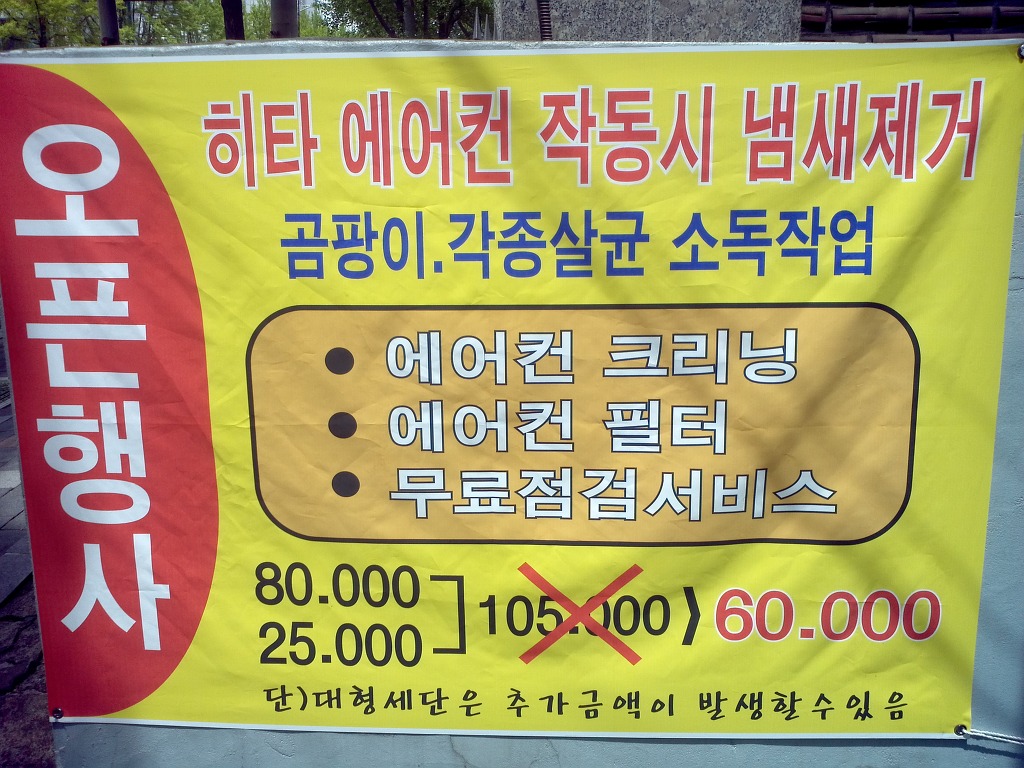 오픈행사
히타 에어컨 작동시 냄새제거
곰팡이.각종살균 소독작업
● 에어컨 크리닝
● 에어컨 필터
● 무료점검서비스
80.000
25.000
105.000 60.000
단)대형세단은 추가금액이 발생할수있음